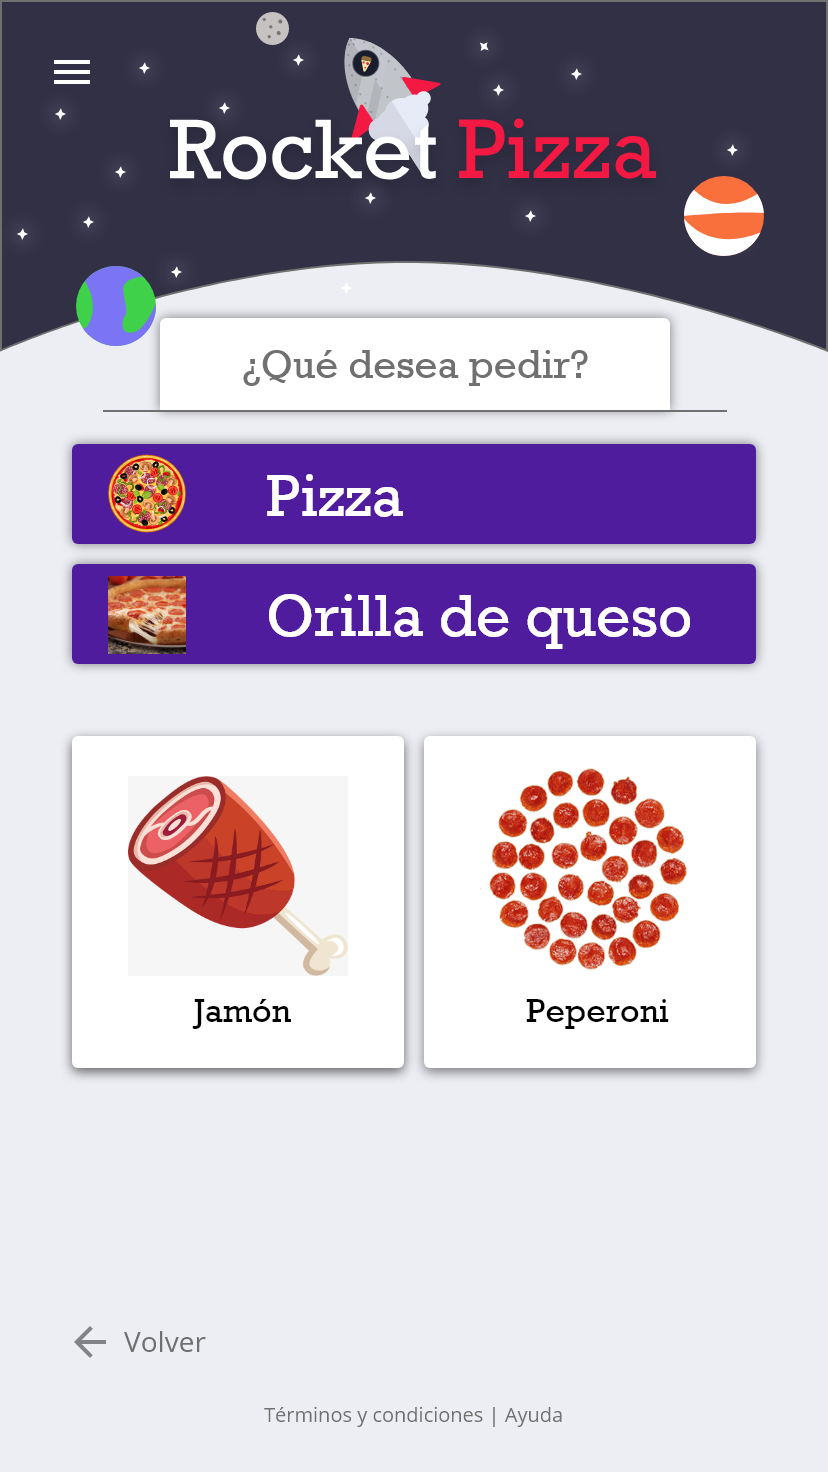 Rocket Pizza
¿Qué desea pedir?
Pizza
Orilla de queso
Jamón
Peperoni
Volver
Términos y condiciones | Ayuda